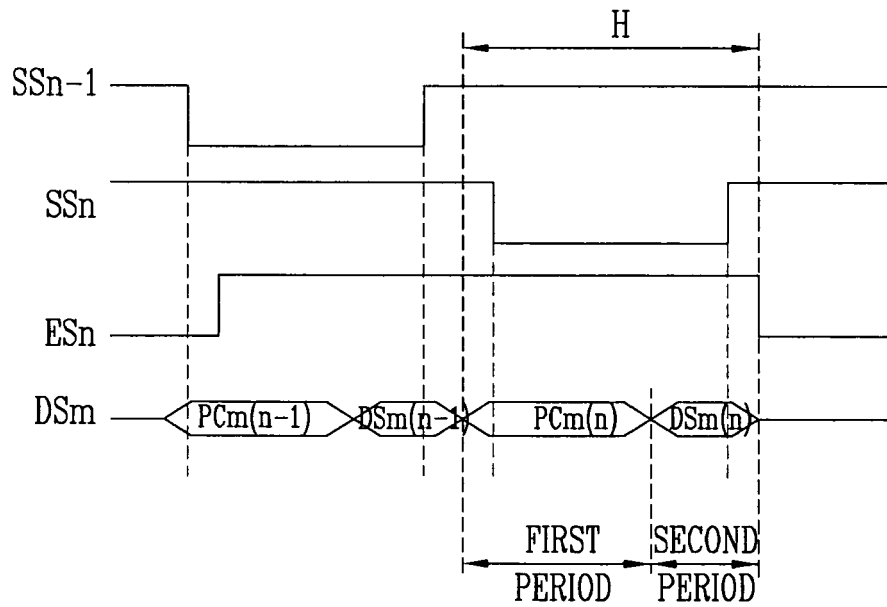 H
SSn-1
SSn
ESn
DSm
PCm(n-1)
DSm(n-1)
PCm(n)
DSm(n)
FIRST PERIOD
SECOND PERIOD